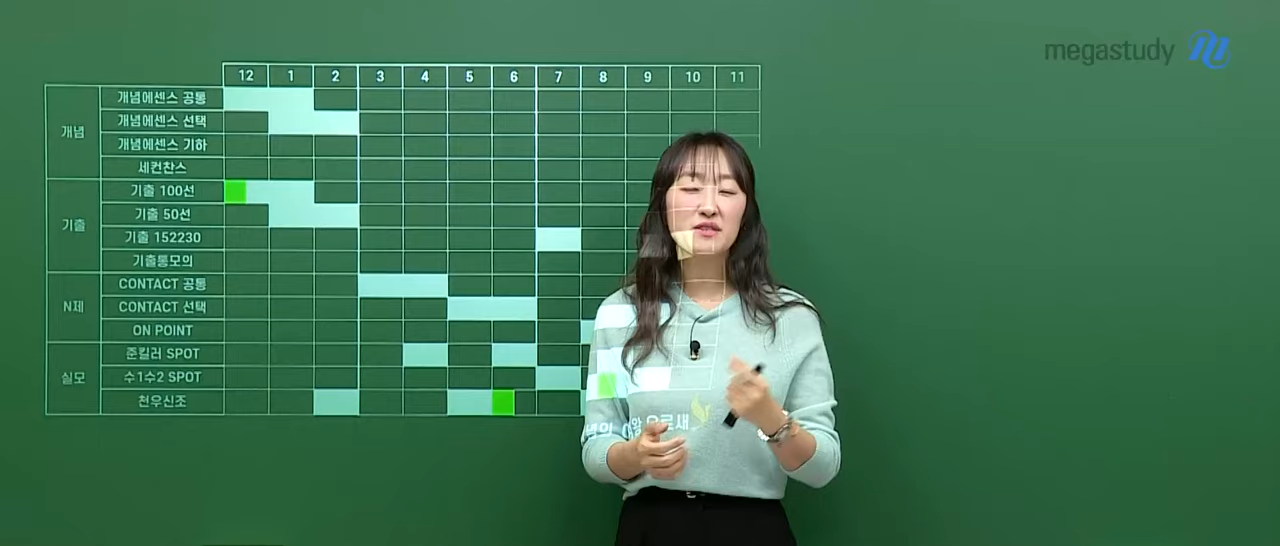 megastudy
12 1 2 3 4 5 6 7 8 9 10 11
개념
개념에센스 공통
개념에센스 선택
개념에센스 기하
세컨찬스
기출
기출 100선
기출 50선
기출 152230
기출통모의
N제
CONTACT 공통
CONTACT 선택
ON POINT
실모
준킬러 SPOT
수1수2 SPOT
천우신조
오르새